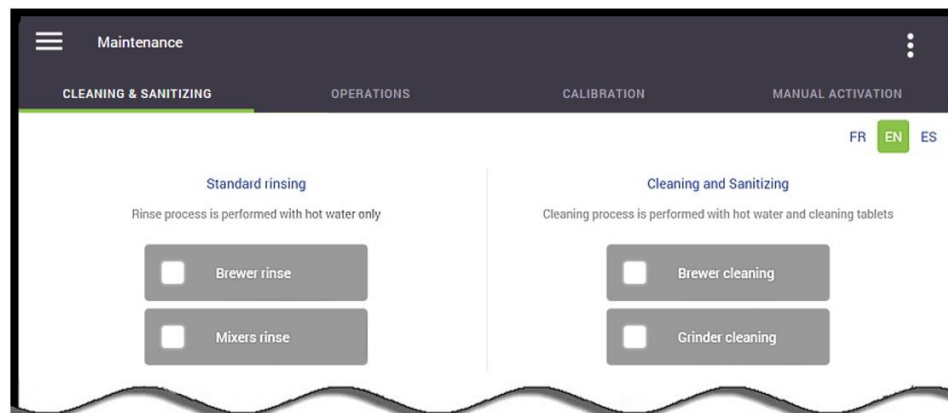 Maintenance
CLEANING & SANITIZING OPERATIONS CALIBRATION MANUAL ACTIVATION
FR EN ES
Standard rinsing
Rinse process is performed with hot water only
Brewer rinse
Mixers rinse
Cleaning and Sanitizing
Cleaning process is performed with hot water and cleaning tablets
Brewer cleaning
Grinder cleaning